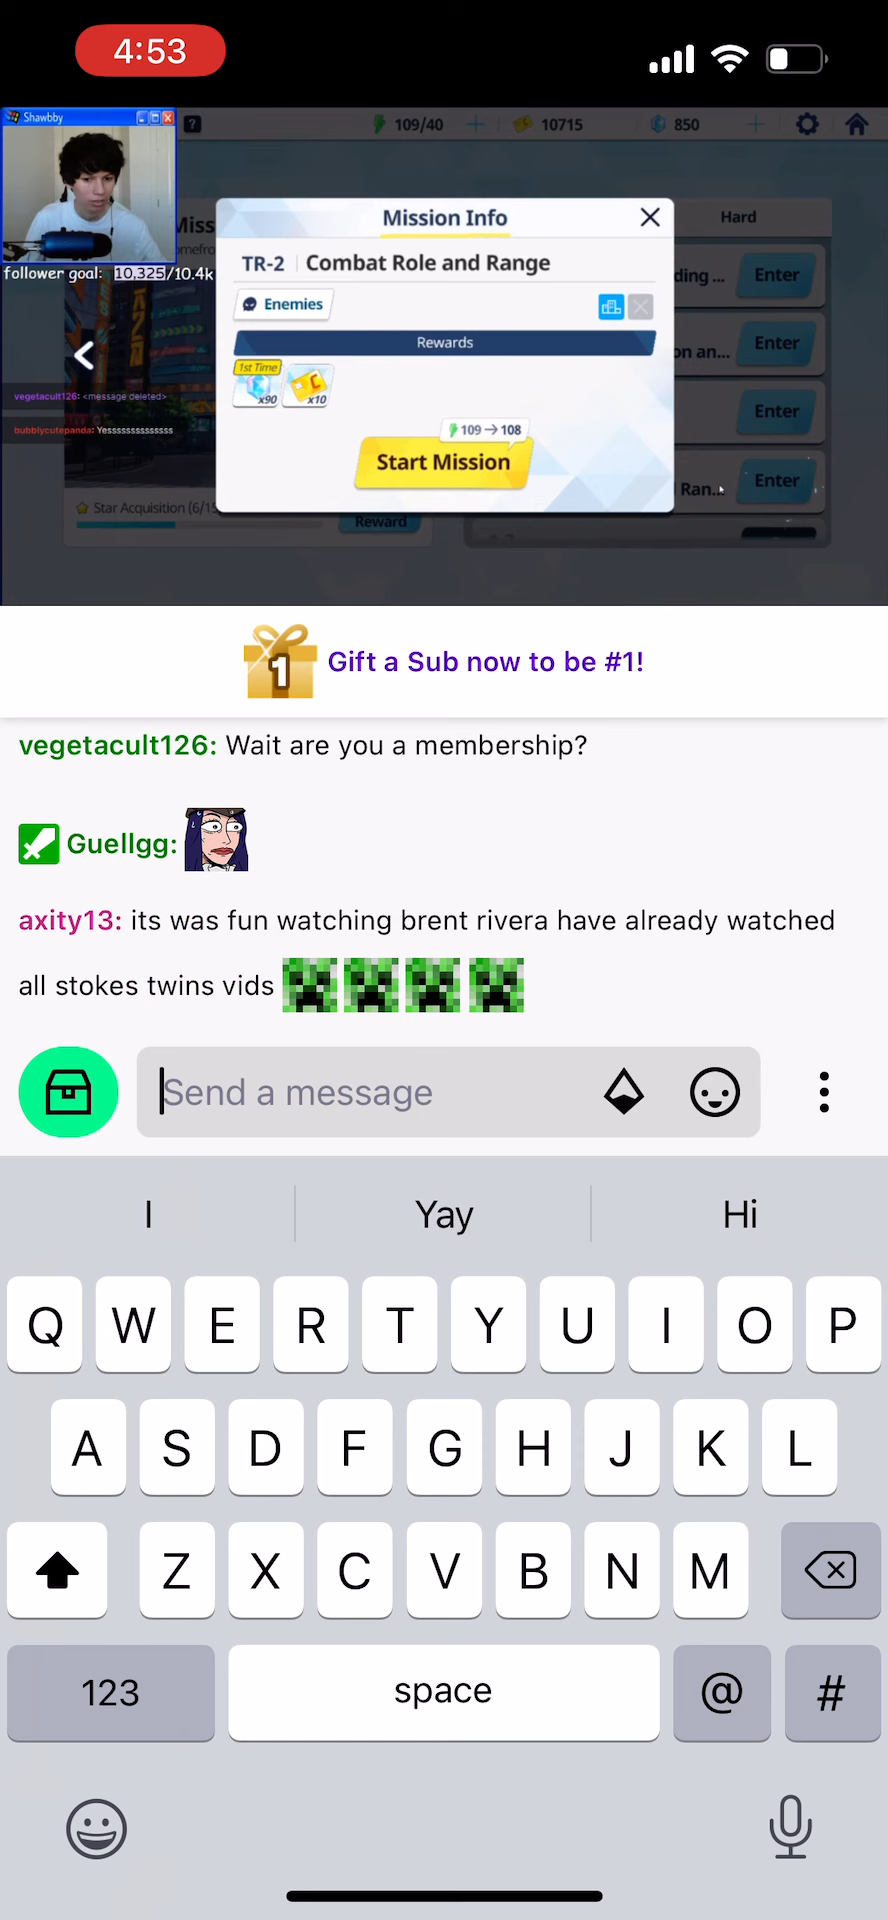 4:53
Shawbby
?
109/40
10715
850
Mission Info
Hard
follower goal: 10,325/10.4k
TR-2
Combat Role and Range
Enter
Enemies
Rewards
Enter
1st Time
x90
x10
vegetacult126: <message deleted>
Enter
bubblycutepanda: Yesssssssssssss
109→108
Start Mission
Ran...
Enter
Star Acquisition (6/15
Reward
1
Gift a Sub now to be #1!
vegetacult126: Wait are you a membership?
Guellgg:
axity13: its was fun watching brent rivera have already watched
all stokes twins vids
Send a message
I Yay Hi
Q W E R T Y U I O P
A S D F G H J K L
Z X C V B N M
123 space @ #